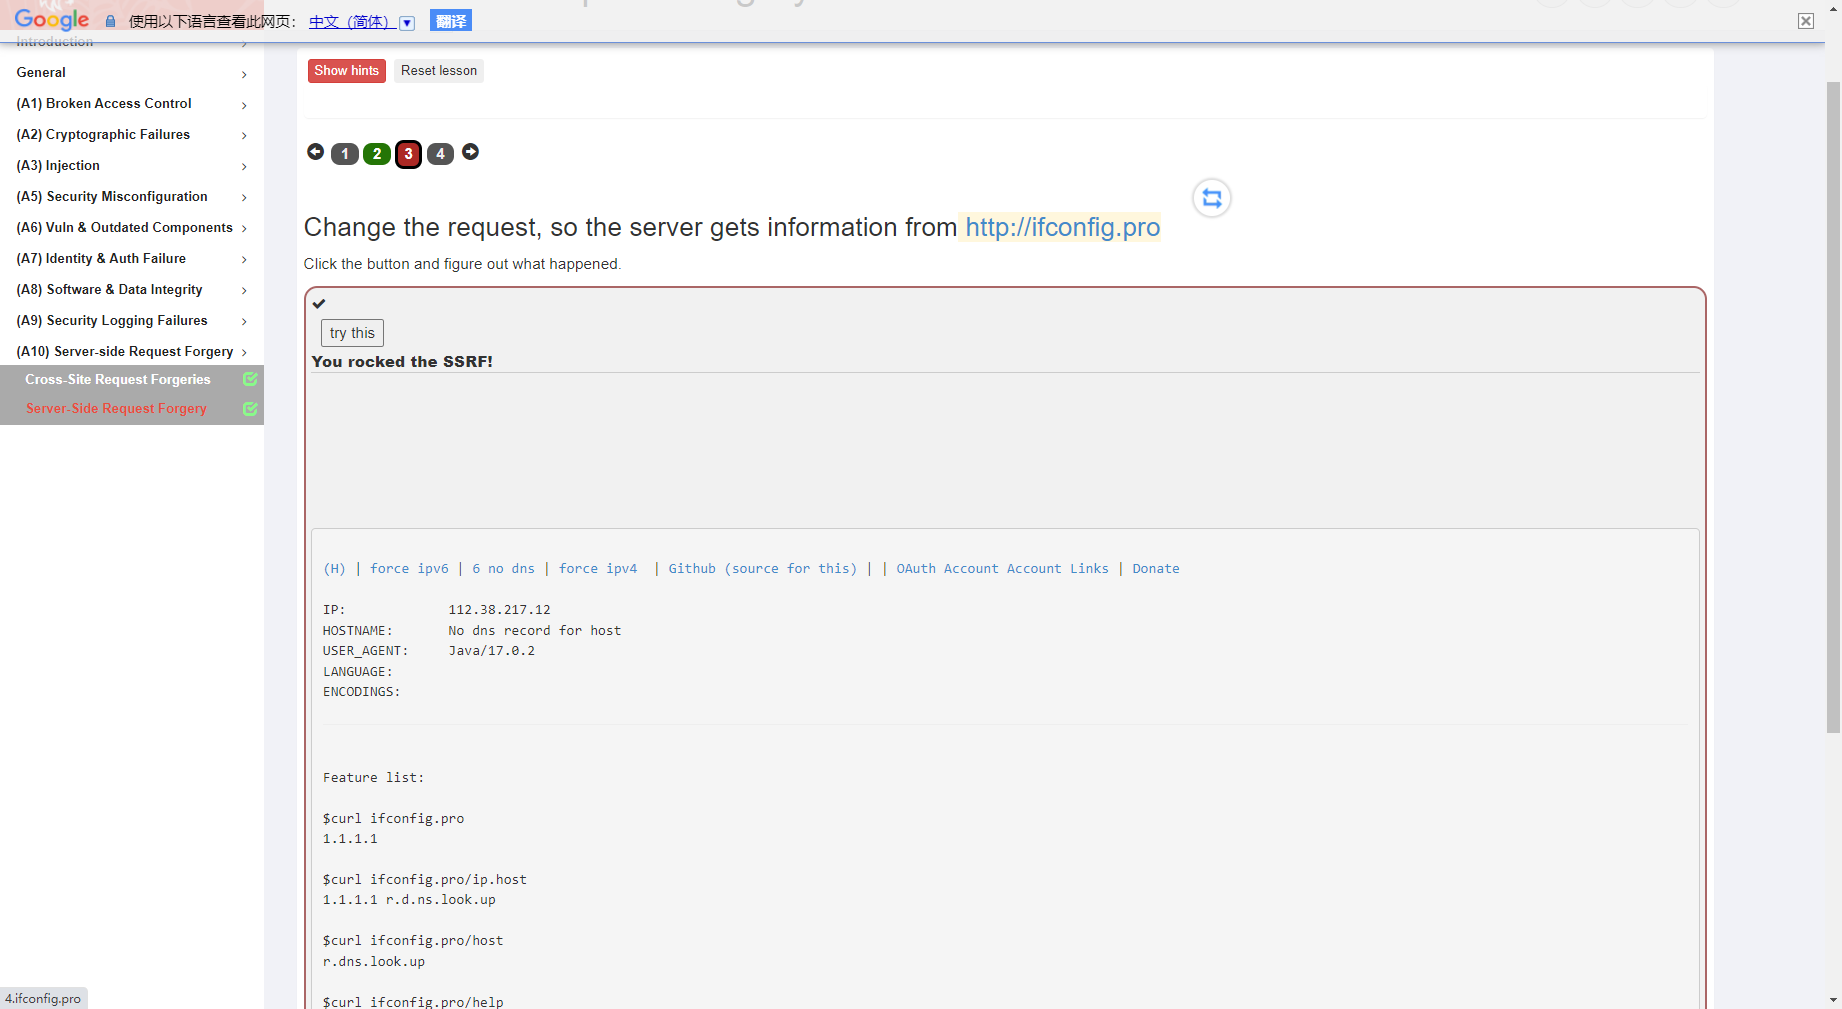 Google 使用以下语言查看此网页： 中文（简体） 翻译
Introduction
General
(A1) Broken Access Control
(A2) Cryptographic Failures
(A3) Injection
(A5) Security Misconfiguration
(A6) Vuln & Outdated Components
(A7) Identity & Auth Failure
(A8) Software & Data Integrity
(A9) Security Logging Failures
(A10) Server-side Request Forgery
Cross-Site Request Forgeries
Server-Side Request Forgery
Show hints Reset lesson
1 2 3 4
Change the request, so the server gets information from http://ifconfig.pro
Click the button and figure out what happened.
try this
You rocked the SSRF!
(H) | force ipv6 | 6 no dns | force ipv4 | Github (source for this) | | OAuth Account Account Links | Donate
IP: 112.38.217.12
HOSTNAME: No dns record for host
USER_AGENT: Java/17.0.2
LANGUAGE:
ENCODINGS:
Feature list:
$curl ifconfig.pro
1.1.1.1
$curl ifconfig.pro/ip.host
1.1.1.1 r.d.ns.look.up
$curl ifconfig.pro/host
r.dns.look.up
$curl ifconfig.pro/help
4.ifconfig.pro